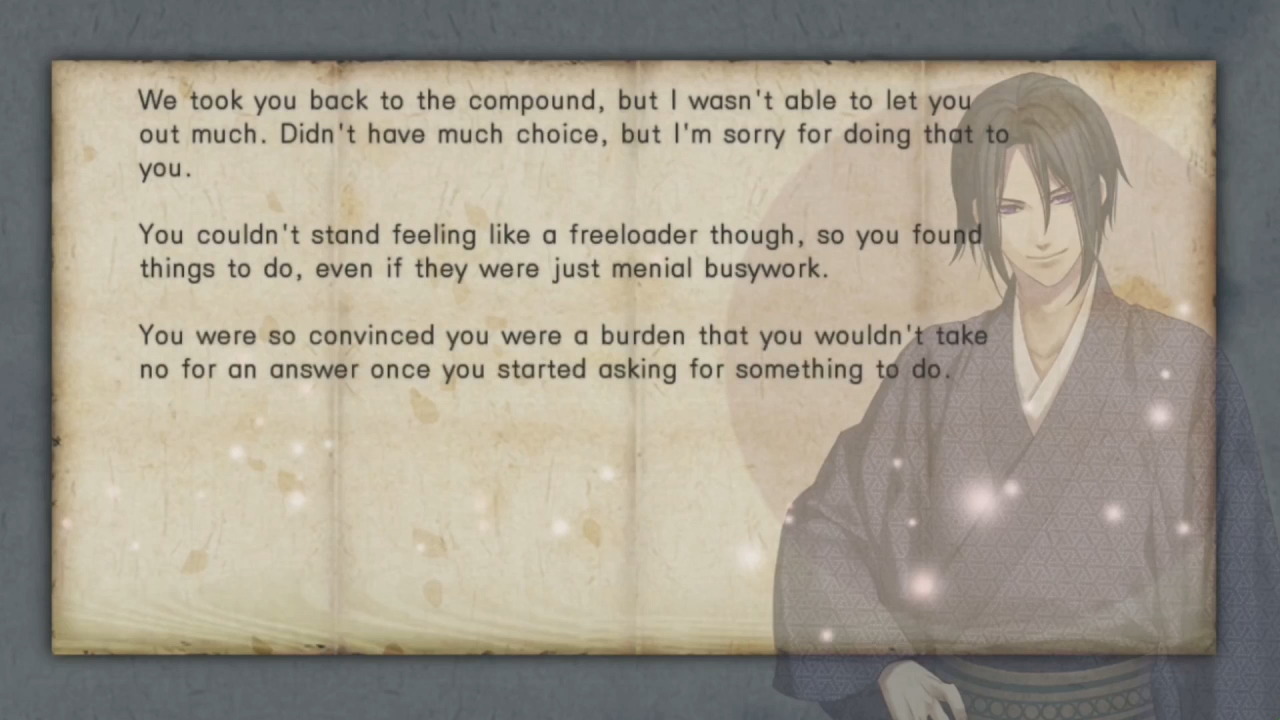 We took you back to the compound, but I wasn't able to let you
out much. Didn't have much choice, but I'm sorry for doing that to
you.
You couldn't stand feeling like a freeloader though, so you found
things to do, even if they were just menial busywork.
You were so convinced you were a burden that you wouldn't take
no for an answer once you started asking for something to do.